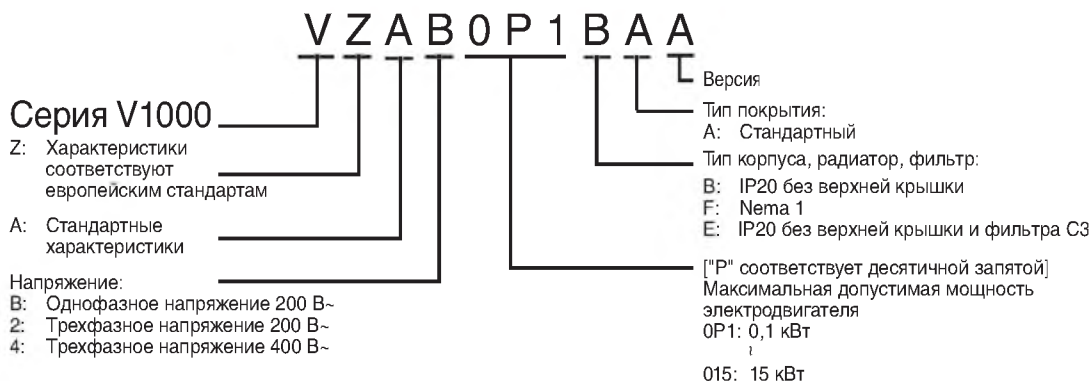 V Z A B 0 P 1 B A A
Версия
Серия V1000
Тип покрытия:
A: Стандартный
Z: Характеристики
соответствуют
европейским стандартам
Тип корпуса, радиатор, фильтр:
B: IP20 без верхней крышки
F: Nema 1
E: IP20 без верхней крышки и фильтра C3
A: Стандартные
характеристики
["P" соответствует десятичной запятой]
Максимальная допустимая мощность
электродвигателя
0P1: 0,1 кВт
~
015: 15 кВт
Напряжение:
B: Однофазное напряжение 200 В~
2: Трехфазное напряжение 200 В~
4: Трехфазное напряжение 400 В~